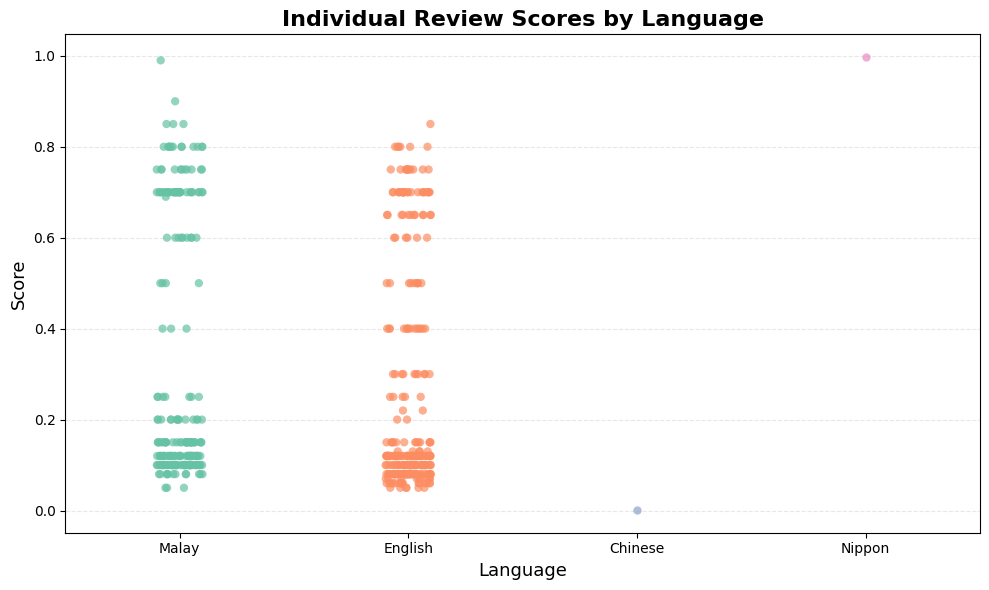 Individual Review Scores by Language
Score
1.0
0.8
0.6
0.4
0.2
0.0
Malay
English
Chinese
Nippon
Language